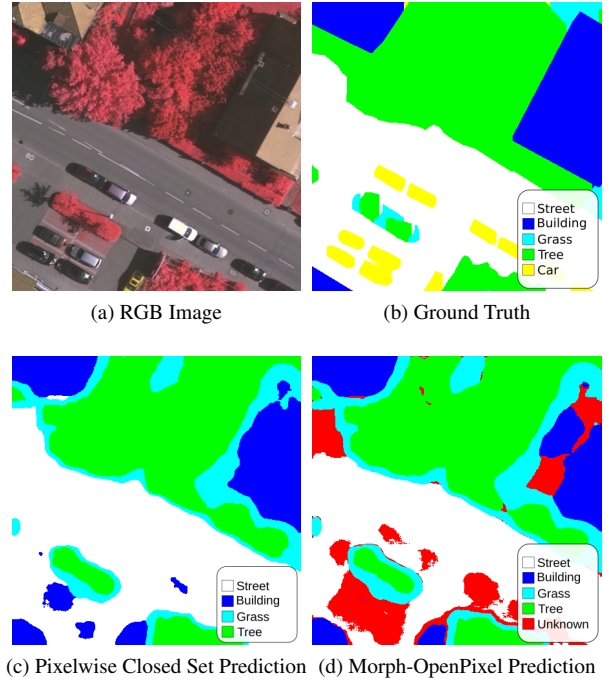 (a) RGB Image
Street
Building
Grass
Tree
Car
(b) Ground Truth
Street
Building
Grass
Tree
(c) Pixelwise Closed Set Prediction
Street
Building
Grass
Tree
Unknown
(d) Morph-OpenPixel Prediction